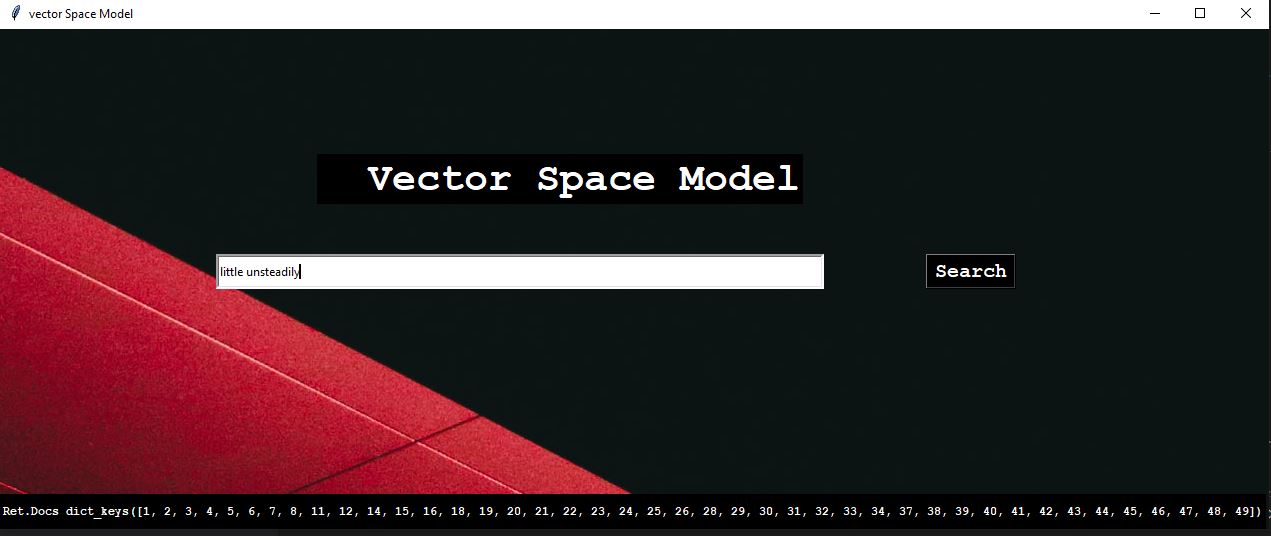 vector Space Model
Vector Space Model
little unsteadily
Search
Ret.Docs dict_keys([1, 2, 3, 4, 5, 6, 7, 8, 11, 12, 14, 15, 16, 18, 19, 20, 21, 22, 23, 24, 25, 26, 28, 29, 30, 31, 32, 33, 34, 37, 38, 39, 40, 41, 42, 43, 44, 45, 46, 47, 48, 49])